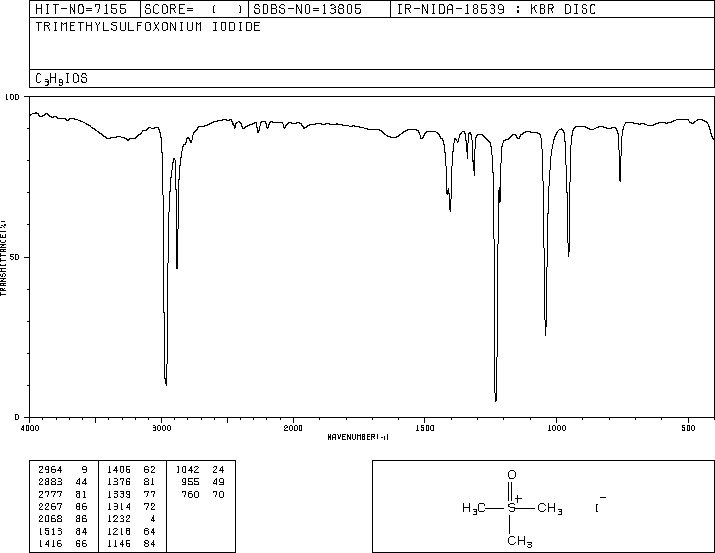 HIT-NO=7155 SCORE= ( ) SDBS-NO=13805 IR-NIDA-18539 : KBR DISC
TRIMETHYLSULFOXONIUM IODIDE
C3H9IOS
100
50
0
TRANSMITTANCE(%)
4000 3000 2000 1500 1000 500
WAVENUMBER(-1)
2964 9 1406 62 1042 24
2883 44 1376 81 955 49
2777 81 1339 77 760 70
2267 86 1314 72
2068 86 1232 4
1513 84 1218 64
1416 66 1146 84
O
H3C S+ CH3 I-
CH3